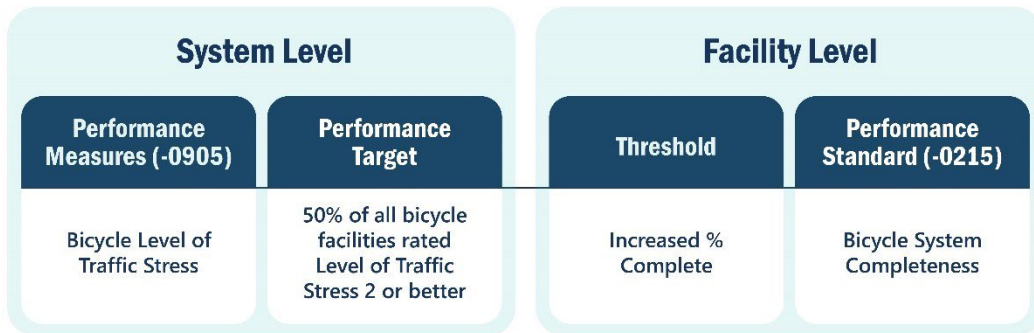 System Level
Facility Level
Performance
Measures (-0905)
Performance
Target
Threshold
Performance
Standard (-0215)
Bicycle Level of
Traffic Stress
50% of all bicycle
facilities rated
Level of Traffic
Stress 2 or better
Increased %
Complete
Bicycle System
Completeness